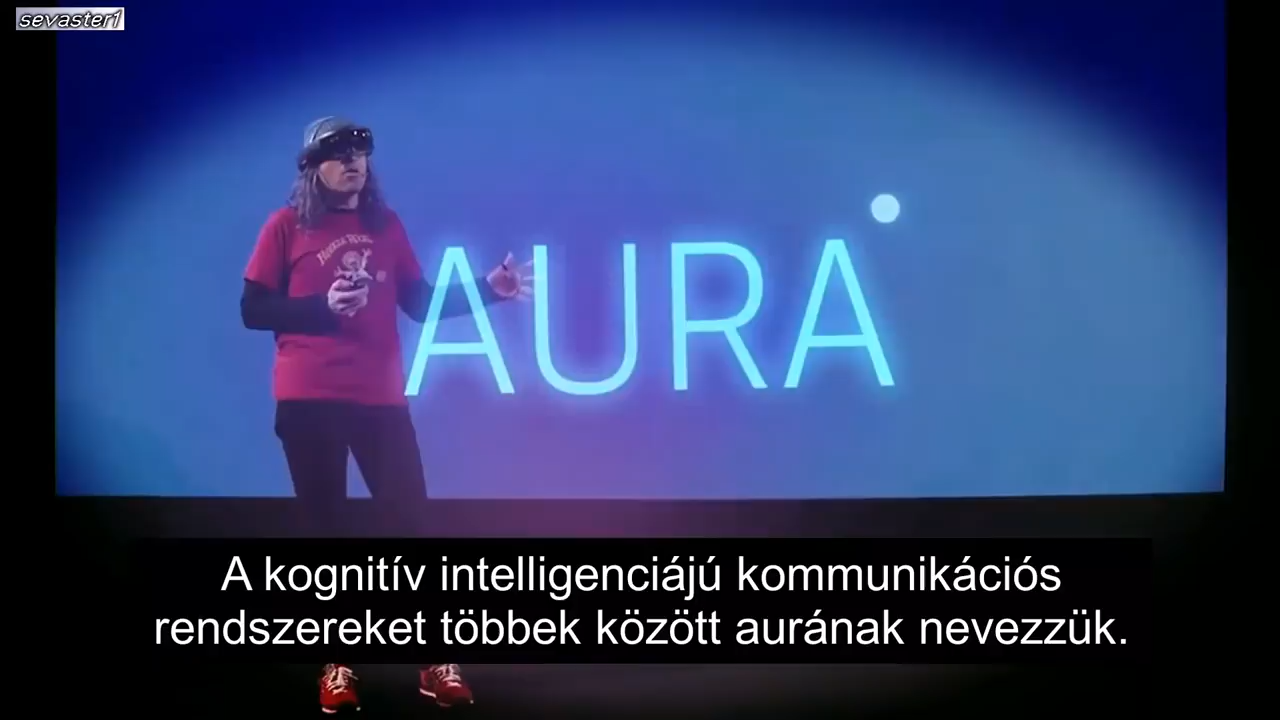 sevaster1
AURA
A kognitív intelligenciájú kommunikációs
rendszereket többek között aurának nevezzük.